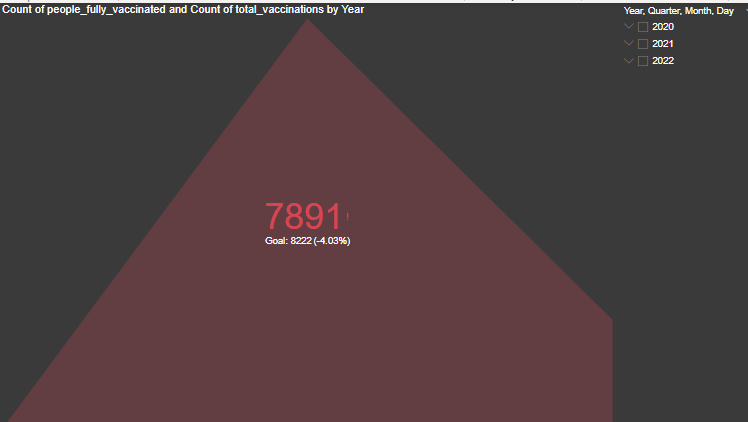 Count of people_fully_vaccinated and Count of total_vaccinations by Year
Year, Quarter, Month, Day
2020
2021
2022
7891!
Goal: 8222 (-4.03%)